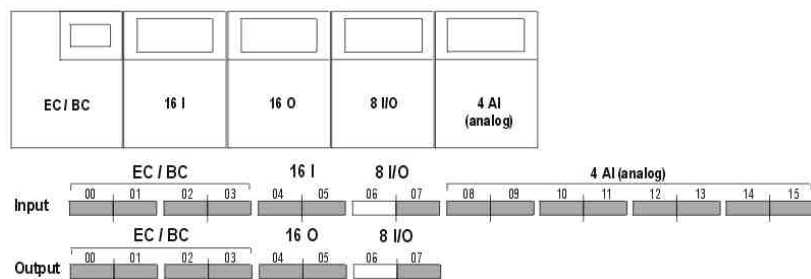 EC / BC 16 I 16 O 8 I/O 4 AI
(analog)
EC / BC 16 I 8 I/O 4 AI (analog)
00 01 02 03 04 05 06 07 08 09 10 11 12 13 14 15
Input
EC / BC 16 O 8 I/O
00 01 02 03 04 05 06 07
Output